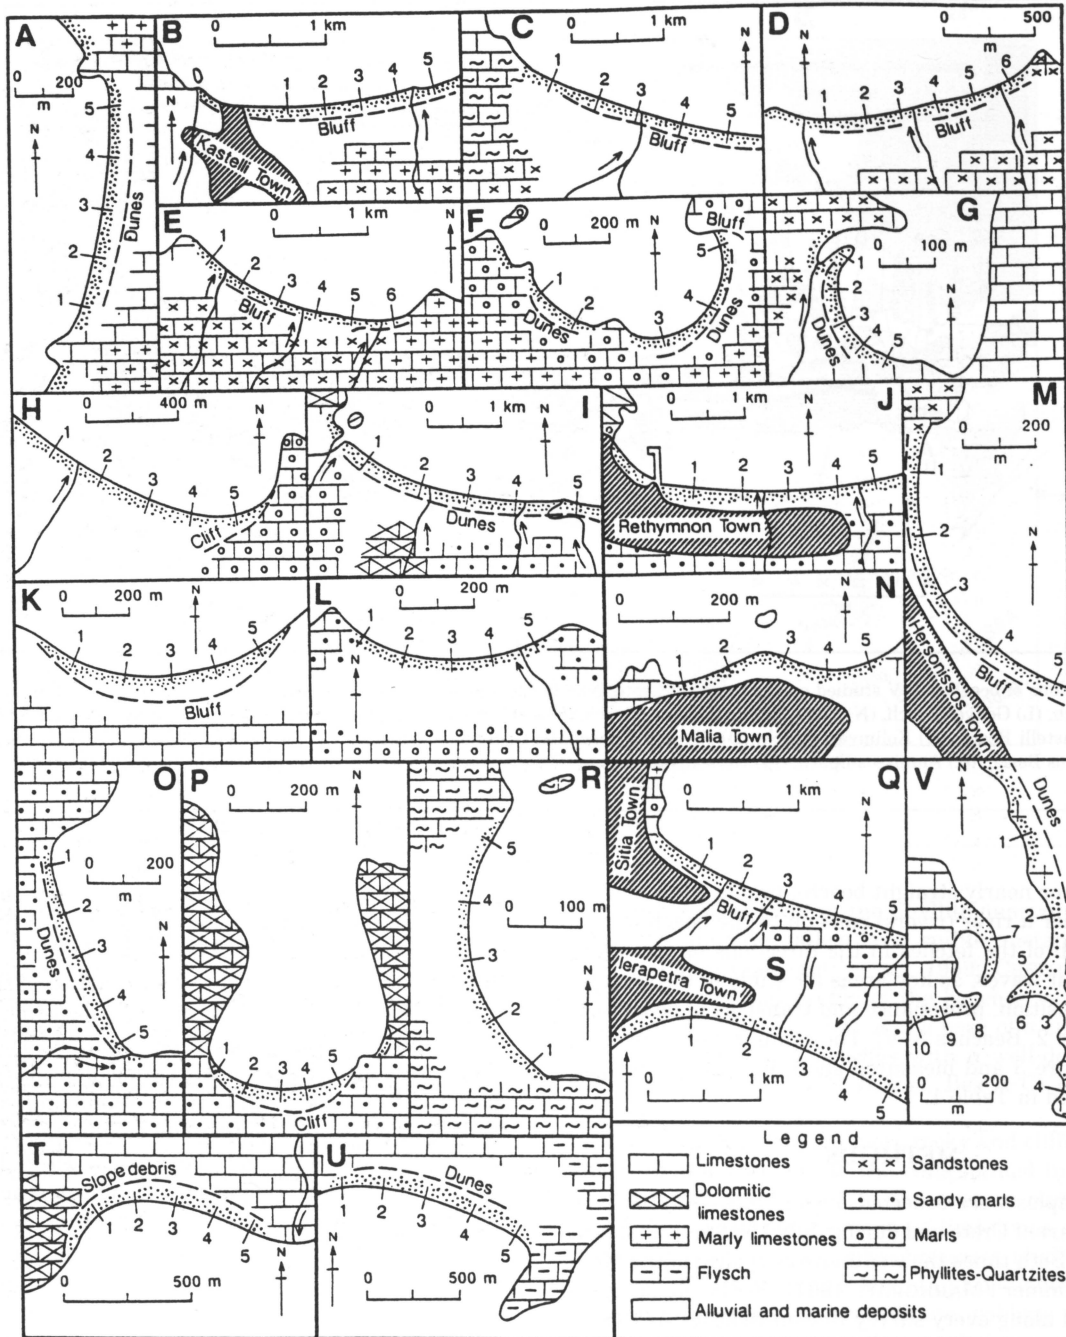 A
0 200
m
N
1
2
3
4
5
Dunes
B
0 1 km
N
1 2 3 4 5
Bluff
Kastelli Town
C
0 1 km
N
1 2 3 4 5
Bluff
D
0 500
m
N
1 2 3 4 5 6
Bluff
E
0 1 km
N
1 2 3 4 5 6
Bluff
F
0 200 m
N
1 2 3 4 5
Bluff
Dunes
Dunes
G
0 100 m
N
1
2
3
4
5
Dunes
H
0 400 m
N
1 2 3 4 5
Cliff
I
0 1 km
N
1 2 3 4 5
Dunes
J
0 1 km
N
1 2 3 4 5
Rethymnon Town
M
0 200
m
N
1
2
3
4
5
Bluff
Hersonissos Town
K
0 200 m
N
1 2 3 4 5
Bluff
L
0 200 m
N
1 2 3 4 5
N
0 200 m
N
1 2 3 4 5
Malia Town
O
0 200
m
N
1
2
3
4
5
Dunes
P
0 200 m
N
1 2 3 4 5
Cliff
R
0 100 m
N
5
4
3
2
1
Q
0 1 km
N
1 2 3 4 5
Sitia Town
Bluff
S
Ierapetra Town
N
0 1 km
1 2 3 4 5
V
N
Dunes
1
2
7
5
6 3
8
9
10
4
0 200
m
T
Slope debris
1 2 3 4 5
N
0 500 m
U
Dunes
1 2 3 4 5
N
0 500 m
Legend
Limestones
Sandstones
Dolomitic
limestones
Sandy marls
Marly limestones
Marls
Flysch
Phyllites-Quartzites
Alluvial and marine deposits